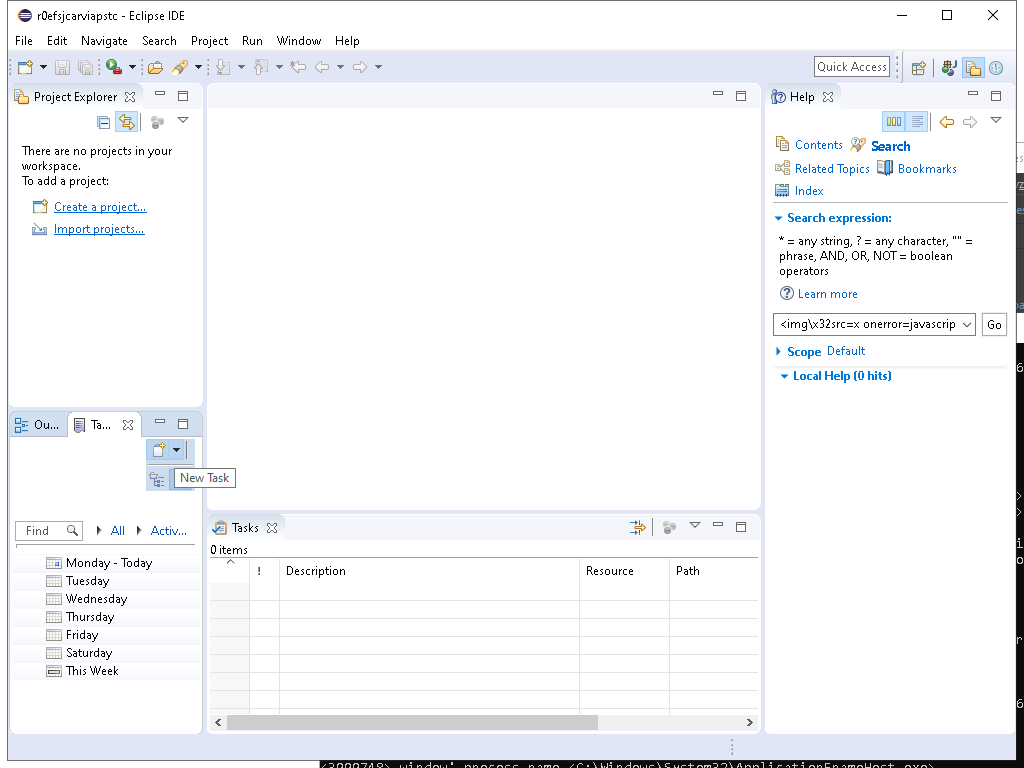 r0efsjcarviapstc - Eclipse IDE
File Edit Navigate Search Project Run Window Help
Quick Access
Project Explorer
There are no projects in your
workspace.
To add a project:
Create a project...
Import projects...
Help
Contents
Search
Related Topics
Bookmarks
Index
Search expression:
* = any string, ? = any character, "" =
phrase, AND, OR, NOT = boolean
operators
Learn more
<img\x32src=x onerror=javascrip
Go
Scope Default
Local Help (0 hits)
Ou...
Ta...
New Task
Find
All
Activ...
Monday - Today
Tuesday
Wednesday
Thursday
Friday
Saturday
This Week
Tasks
0 items
! Description Resource Path
<3000748> window' process name <C:\Windows\System32\ApplicationFrameHost.exe>